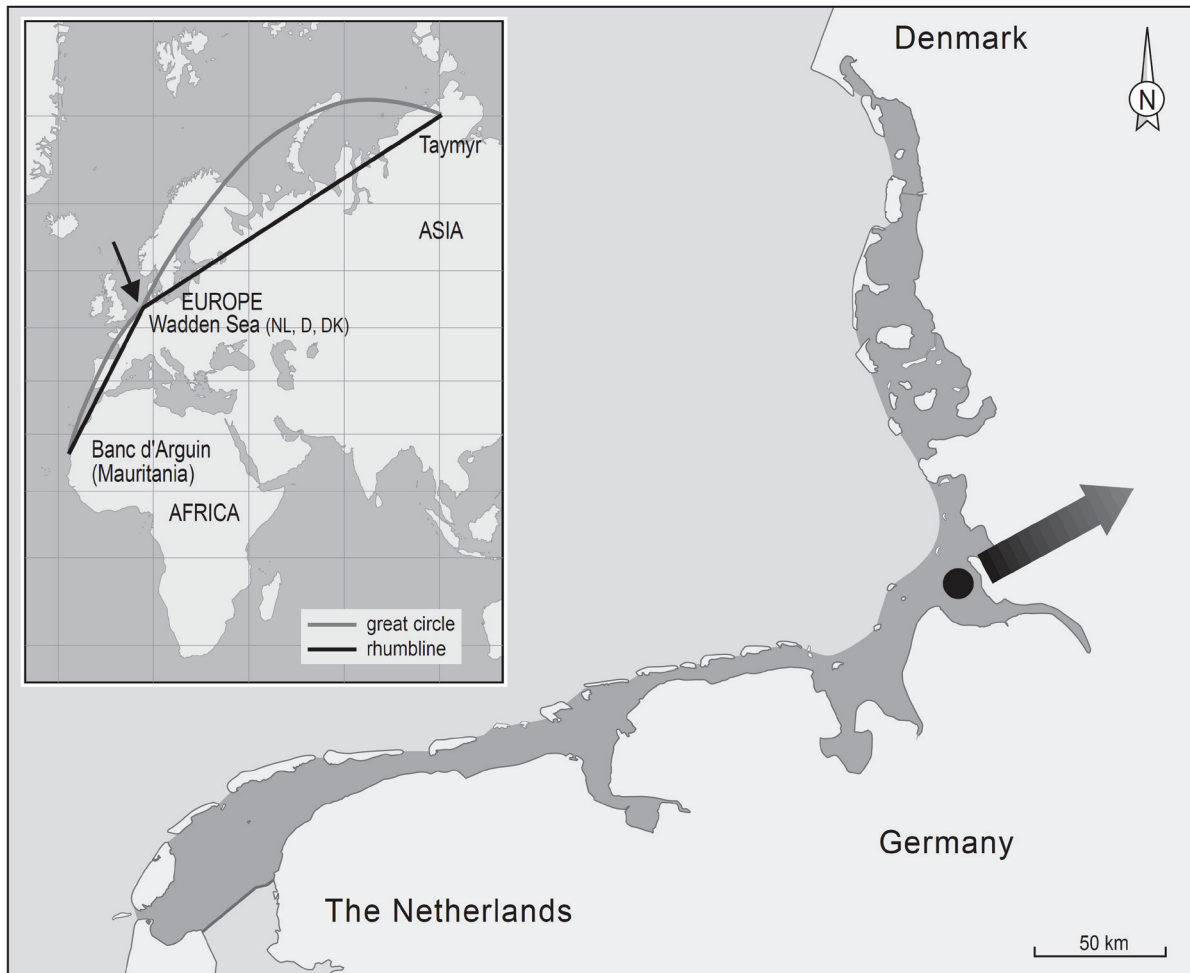 Denmark
N
Taymyr
ASIA
EUROPE
Wadden Sea (NL, D, DK)
Banc d'Arguin
(Mauritania)
AFRICA
great circle
rhumbline
Germany
The Netherlands
50 km